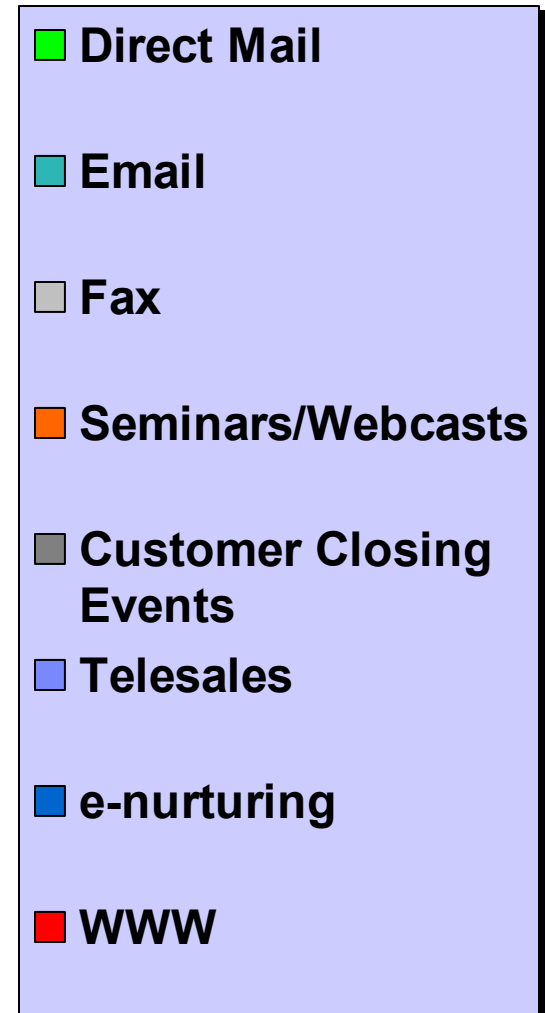 Direct Mail
Email
Fax
Seminars/Webcasts
Customer Closing
Events
Telesales
e-nurturing
WWW